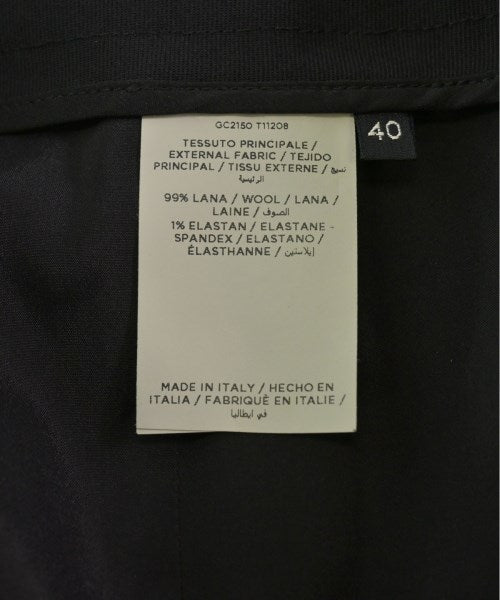 GC2150 T11208
40
TESSUTO PRINCIPALE /
EXTERNAL FABRIC / TEJIDO
PRINCIPAL / TISSU EXTERNE / نسيج
الرئيسية
99% LANA / WOOL / LANA /
LAINE / الصوف
1% ELASTAN / ELASTANE -
SPANDEX / ELASTANO /
ÉLASTHANNE / إيلاستين
MADE IN ITALY / HECHO EN
ITALIA / FABRIQUÉ EN ITALIE /
في ايطاليا